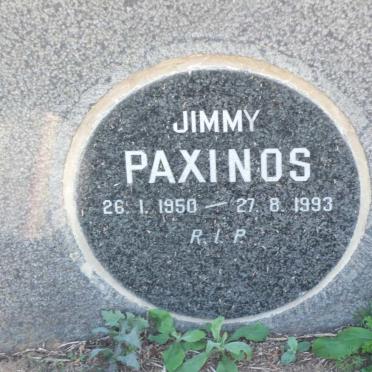 JIMMY
PAXINOS
26. 1. 1950 — 27. 8. 1993
R.I.P